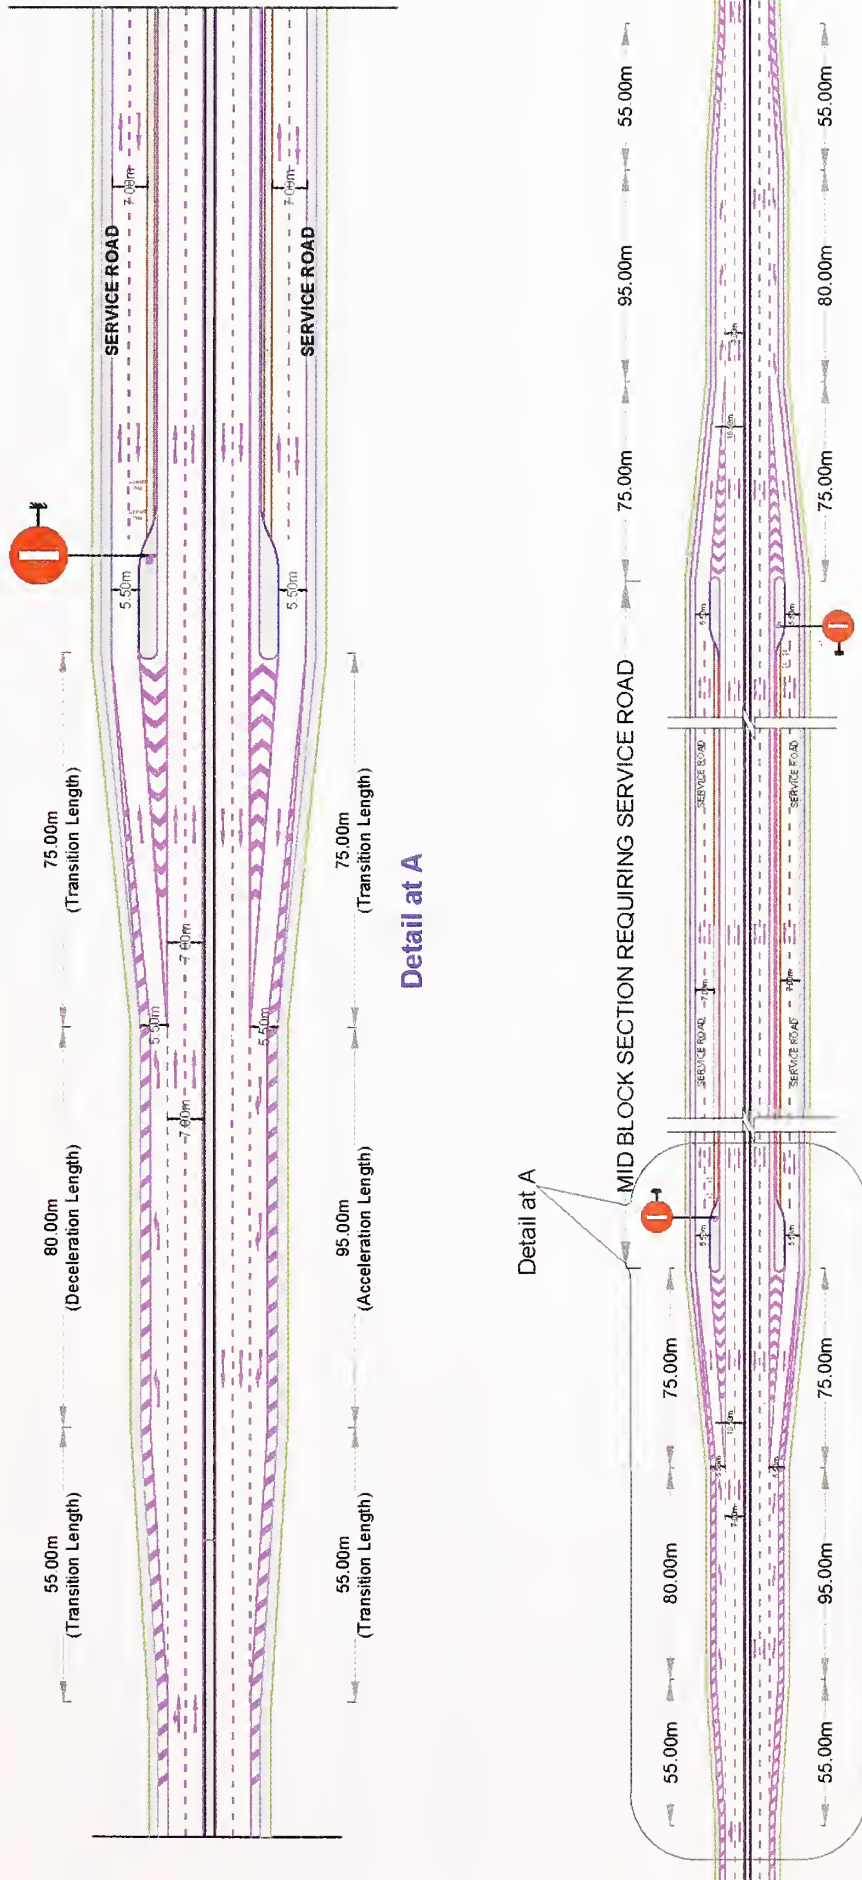 55.00m
(Transition Length)
80.00m
(Deceleration Length)
75.00m
(Transition Length)
SERVICE ROAD
7.00m
5.50m
5.50m
7.00m
7.00m
5.50m
5.50m
7.00m
SERVICE ROAD
55.00m
(Transition Length)
95.00m
(Acceleration Length)
75.00m
(Transition Length)
Detail at A
Detail at A
MID BLOCK SECTION REQUIRING SERVICE ROAD
75.00m
95.00m
55.00m
55.00m
80.00m
75.00m
SERVICE ROAD
SERVICE ROAD
SERVICE ROAD
SERVICE ROAD
55.00m
95.00m
75.00m
75.00m
80.00m
55.00m